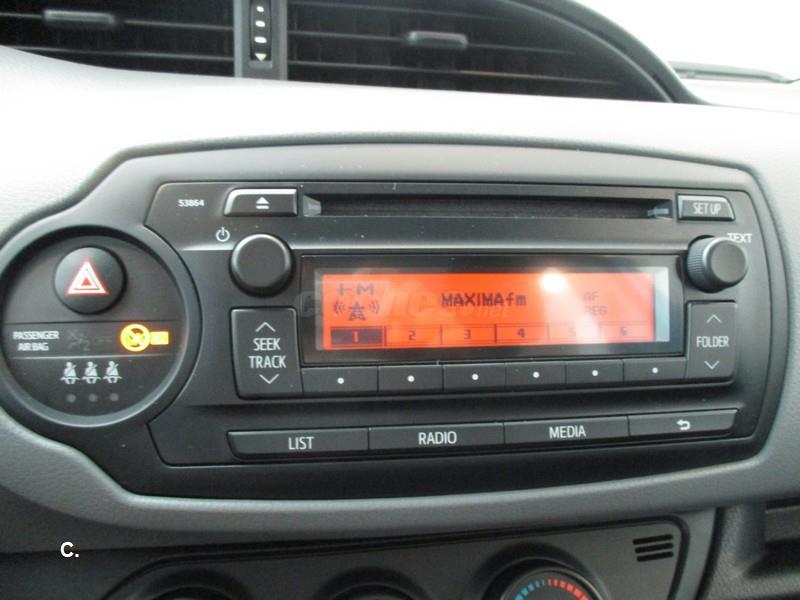 53864
SET UP
TEXT
FM
MAXIMA fm
AF
REG
1 2 3 4 5 6
SEEK
TRACK
FOLDER
PASSENGER
AIR BAG
LIST
RADIO
MEDIA
C.